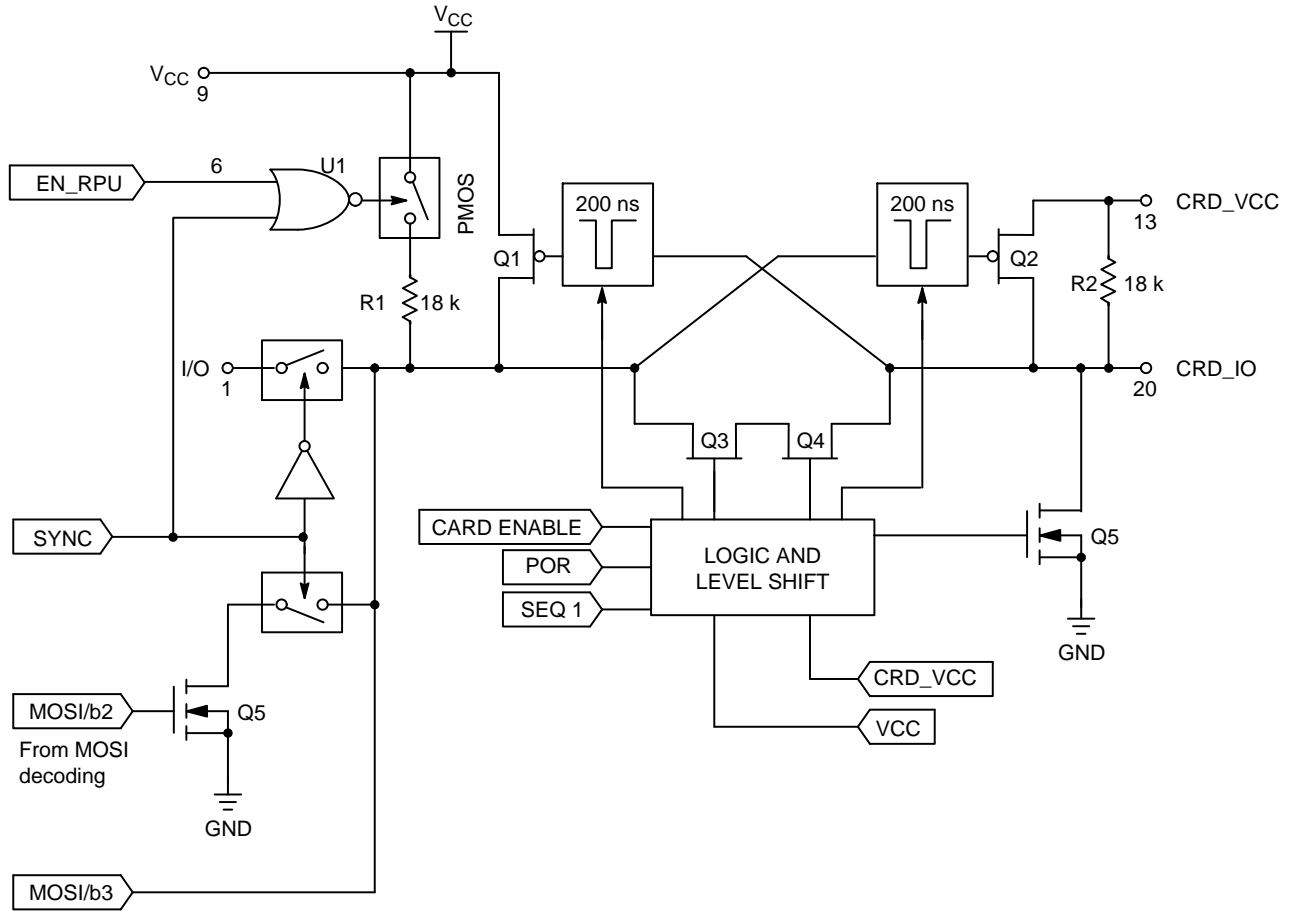 VCC
VCC
9
EN_RPU
6
U1
PMOS
R1
18 k
Q1
200 ns
200 ns
Q2
CRD_VCC
13
R2
18 k
I/O
1
CRD_IO
20
Q3
Q4
SYNC
CARD ENABLE
POR
SEQ 1
LOGIC AND
LEVEL SHIFT
Q5
GND
CRD_VCC
VCC
MOSI/b2
Q5
From MOSI
decoding
GND
MOSI/b3